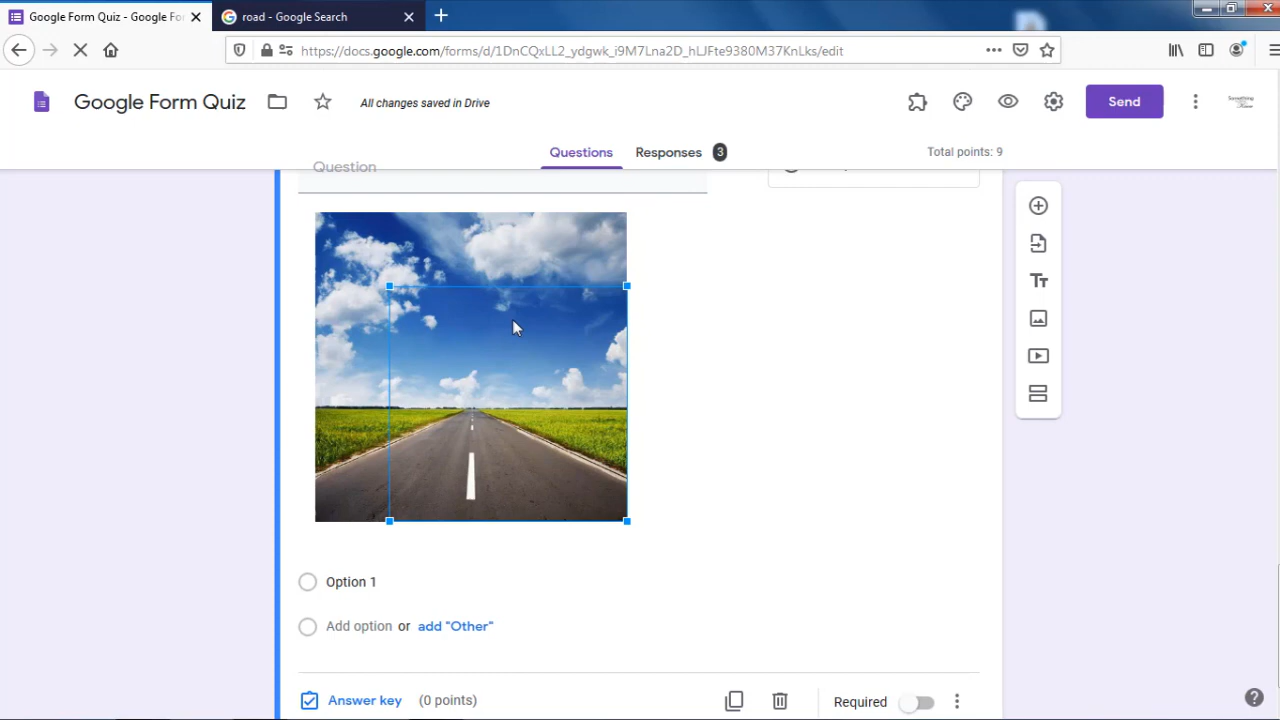 Google Form Quiz - Google For
road - Google Search
https://docs.google.com/forms/d/1DnCQxLL2_ydgwk_i9M7Lna2D_hlJFte9380M37KnLks/edit
Google Form Quiz
All changes saved in Drive
Send
Questions
Responses 3
Total points: 9
Question
Option 1
Add option or add "Other"
Answer key (0 points)
Required